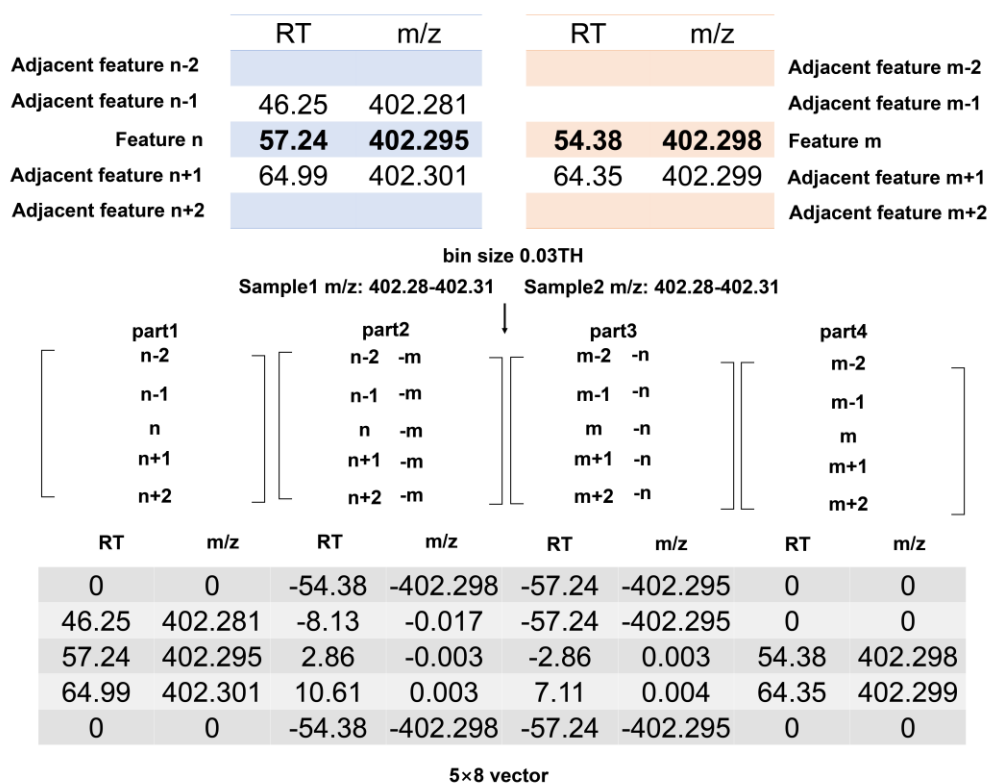 RT m/z RT m/z
Adjacent feature n-2 Adjacent feature m-2
Adjacent feature n-1 46.25 402.281 Adjacent feature m-1
Feature n 57.24 402.295 54.38 402.298 Feature m
Adjacent feature n+1 64.99 402.301 64.35 402.299 Adjacent feature m+1
Adjacent feature n+2 Adjacent feature m+2
bin size 0.03TH
Sample1 m/z: 402.28-402.31 Sample2 m/z: 402.28-402.31
part1 part2 part3 part4
n-2 n-2 -m m-2 -n m-2
n-1 n-1 -m m-1 -n m-1
n n -m m -n m
n+1 n+1 -m m+1 -n m+1
n+2 n+2 -m m+2 -n m+2
RT m/z RT m/z RT m/z RT m/z
0 0 -54.38 -402.298 -57.24 -402.295 0 0
46.25 402.281 -8.13 -0.017 -57.24 -402.295 0 0
57.24 402.295 2.86 -0.003 -2.86 0.003 54.38 402.298
64.99 402.301 10.61 0.003 7.11 0.004 64.35 402.299
0 0 -54.38 -402.298 -57.24 -402.295 0 0
5×8 vector